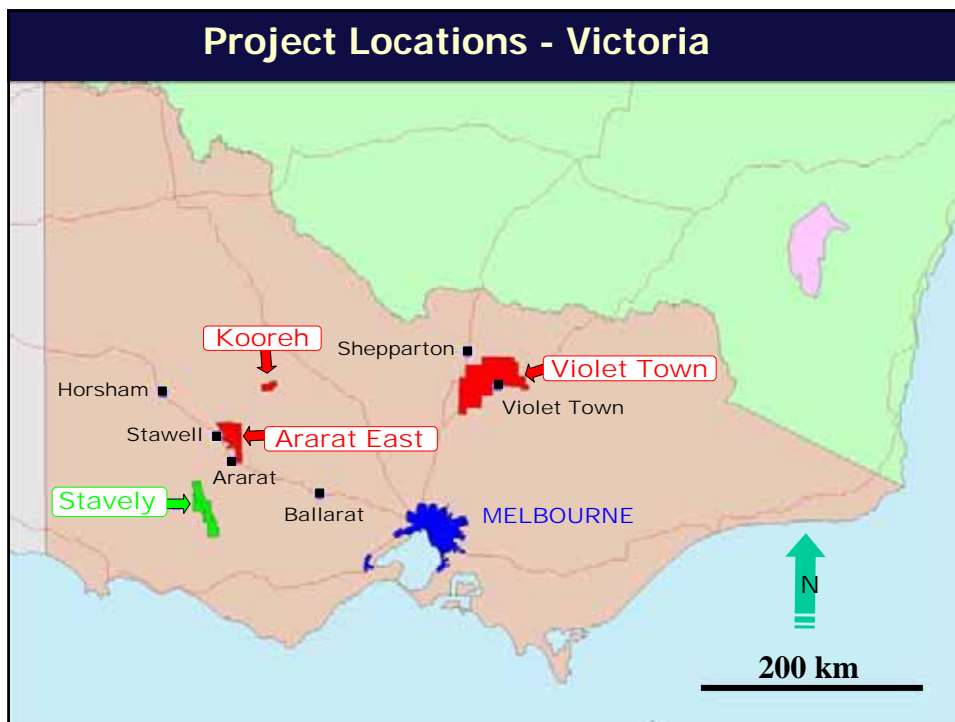 Project Locations - Victoria
Kooreh
Shepparton
Violet Town
Horsham
Violet Town
Stawell
Ararat East
Ararat
Stavely
Ballarat
MELBOURNE
N
200 km